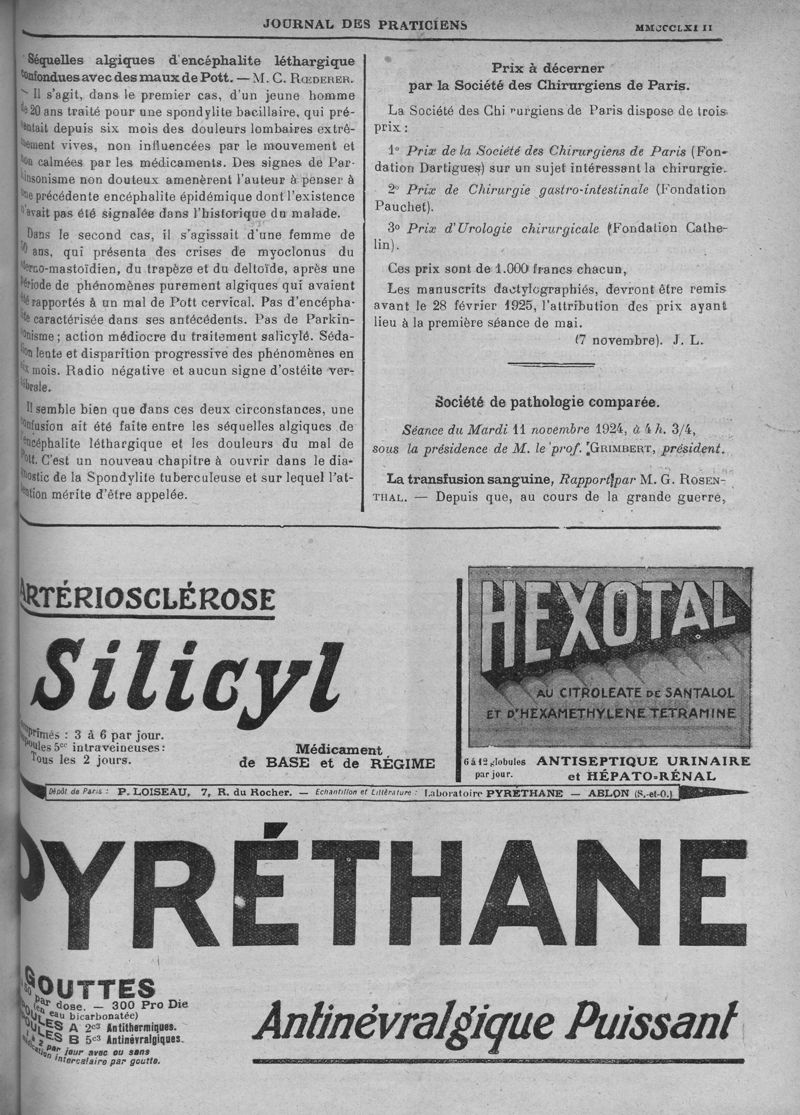 JOURNAL DES PRATICIENS
Séquelles algiques d'encéphalite léthargique
confondues avec des maux de Pott. — M. C. RŒDERER.
— Il s'agit, dans le premier cas, d'un jeune homme
de 20 ans traité pour une spondylite bacillaire, qui pré-
sentait depuis six mois des douleurs lombaires extrê-
mement vives, non influencées par le mouvement et
non calmées par les médicaments. Des signes de Par-
kinsonisme non douteux amenèrent l'auteur à penser à
une précédente encéphalite épidémique dont l'existence
n'avait pas été signalée dans l'historique du malade.
Dans le second cas, il s'agissait d'une femme de
ans, qui présenta des crises de myoclonus du
sterno-mastoïdien, du trapèze et du deltoïde, après une
période de phénomènes purement algiques qui avaient
été rapportés à un mal de Pott cervical. Pas d'encépha-
lite caractérisée dans ses antécédents. Pas de Parkin-
sonisme ; action médiocre du traitement salicylé. Séda-
tion lente et disparition progressive des phénomènes en
six mois. Radio négative et aucun signe d'ostéite ver-
tébrale.
Il semble bien que dans ces deux circonstances, une
confusion ait été faite entre les séquelles algiques de
l'encéphalite léthargique et les douleurs du mal de
Pott. C'est un nouveau chapitre à ouvrir dans le dia-
gnostic de la Spondylite tuberculeuse et sur lequel l'at-
tention mérite d'être appelée.
Prix à décerner
par la Société des Chirurgiens de Paris.
La Société des Chi rurgiens de Paris dispose de trois
prix :
1° Prix de la Société des Chirurgiens de Paris (Fon-
dation Dartigues) sur un sujet intéressant la chirurgie.
2° Prix de Chirurgie gastro-intestinale (Fondation
Pauchet).
3° Prix d'Urologie chirurgicale (Fondation Cathe-
lin).
Ces prix sont de 1.000 francs chacun,
Les manuscrits dactylographiés, devront être remis
avant le 28 février 1925, l'attribution des prix ayant
lieu à la première séance de mai.
(7 novembre). J. L.
Société de pathologie comparée.
Séance du Mardi 11 novembre 1924, à 4 h. 3/4,
sous la présidence de M. le prof. GRIMBERT, président.
La transfusion sanguine, Rapport par M. G. ROSEN-
THAL. — Depuis que, au cours de la grande guerre,
ARTÉRIOSCLÉROSE
Silicyl
Comprimés : 3 à 6 par jour.
Ampoules 5cc intraveineuses :
Tous les 2 jours.
Médicament
de BASE et de RÉGIME
HEXOTAL
AU CITROLEATE DE SANTALOL
ET D'HEXAMETHYLENE TETRAMINE
6 à 12 globules
par jour.
ANTISEPTIQUE URINAIRE
et HÉPATO-RÉNAL
Dépôt de Paris : P. LOISEAU, 7, R. du Rocher. — Echantillon et Littérature : Laboratoire PYRÉTHANE — ABLON (S.-et-O.)
PYRÉTHANE
GOUTTES
par dose. — 300 Pro Die
(en eau bicarbonatée)
AMPOULES A 2c3 Antithermiques.
AMPOULES B 5c3 Antinévralgiques.
par jour avec ou sans
intercalaire par goutte.
Antinévralgique Puissant